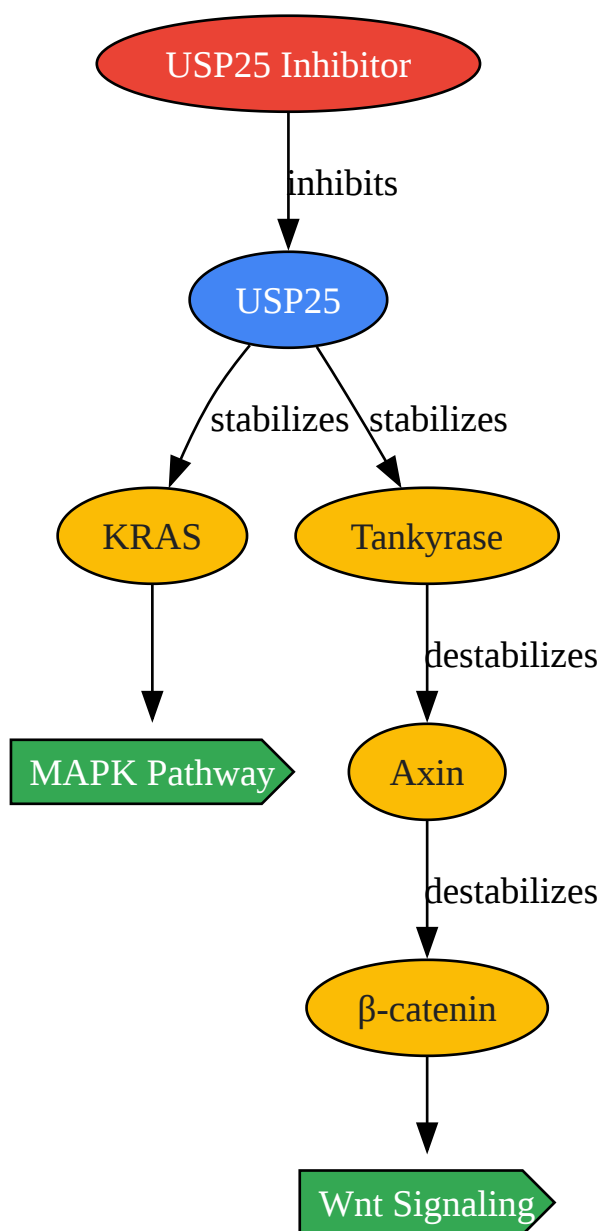 USP25 Inhibitor
inhibits
USP25
stabilizes
stabilizes
KRAS
Tankyrase
destabilizes
MAPK Pathway
Axin
destabilizes
β-catenin
Wnt Signaling